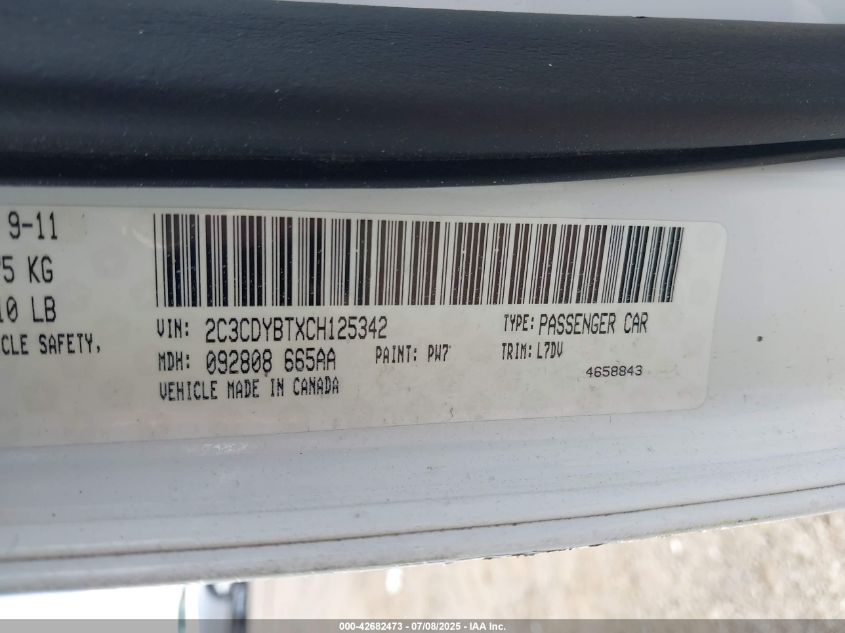 9-11
5 KG
10 LB
CLE SAFETY,
VIN: 2C3CDYBTXCH125342 TYPE: PASSENGER CAR
MDH: 092808 665AA PAINT: PW7 TRIM: L7DV
VEHICLE MADE IN CANADA 4658843
000-42682473 - 07/08/2025 - IAA Inc.